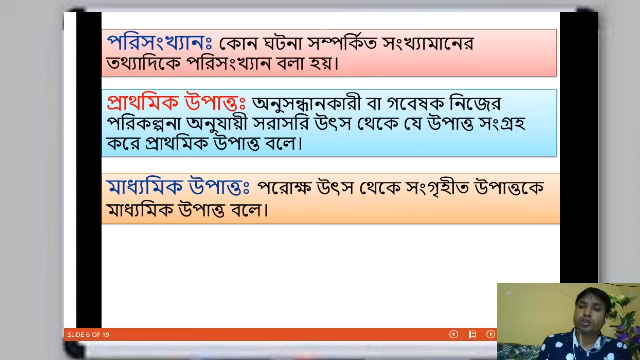 পরিসংখ্যানঃ কোন ঘটনা সম্পর্কিত সংখ্যামানের
তথ্যাদিকে পরিসংখ্যান বলা হয়।
প্রাথমিক উপাত্তঃ অনুসন্ধানকারী বা গবেষক নিজের
পরিকল্পনা অনুযায়ী সরাসরি উৎস থেকে যে উপাত্ত সংগ্রহ
করে প্রাথমিক উপাত্ত বলে।
মাধ্যমিক উপাত্তঃ পরোক্ষ উৎস থেকে সংগৃহীত উপাত্তকে
মাধ্যমিক উপাত্ত বলে।
SLIDE 6 OF 19